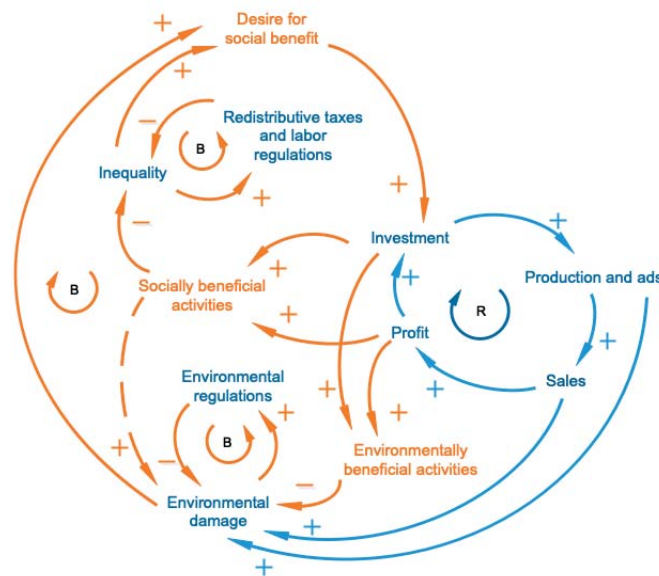 Desire for
social benefit
+
+
Redistributive taxes
and labor
regulations
−
B
Inequality
+
+
−
Investment
+
Production and ads
+
+
Socially beneficial
activities
B
R
+
Profit
+
+
Sales
Environmental
regulations
+
+
+
+
B
Environmentally
beneficial activities
+
−
−
Environmental
damage
+
+